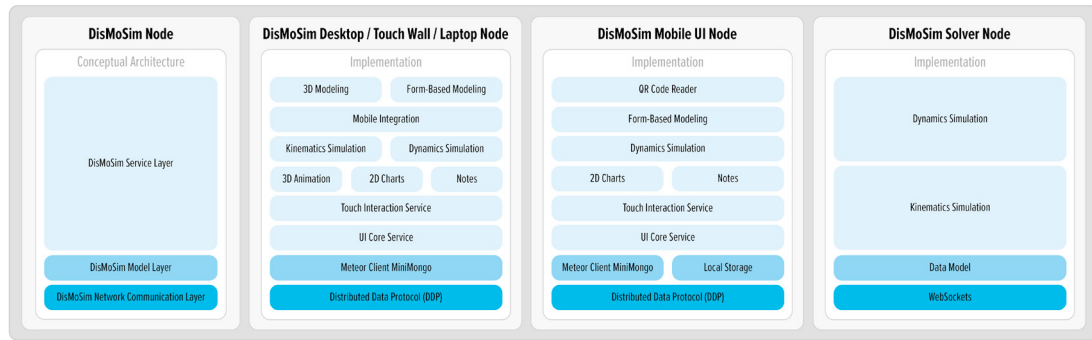 DisMoSim Node
Conceptual Architecture
DisMoSim Service Layer
DisMoSim Model Layer
DisMoSim Network Communication Layer
DisMoSim Desktop / Touch Wall / Laptop Node
Implementation
3D Modeling
Form-Based Modeling
Mobile Integration
Kinematics Simulation
Dynamics Simulation
3D Animation
2D Charts
Notes
Touch Interaction Service
UI Core Service
Meteor Client MiniMongo
Distributed Data Protocol (DDP)
DisMoSim Mobile UI Node
Implementation
QR Code Reader
Form-Based Modeling
Dynamics Simulation
2D Charts
Notes
Touch Interaction Service
UI Core Service
Meteor Client MiniMongo
Local Storage
Distributed Data Protocol (DDP)
DisMoSim Solver Node
Implementation
Dynamics Simulation
Kinematics Simulation
Data Model
WebSockets